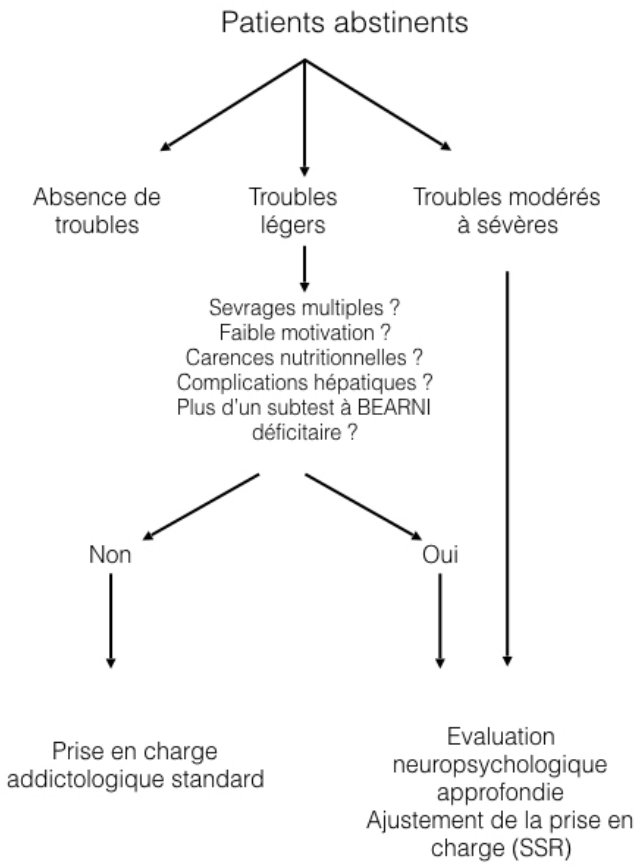 Patients abstinents
Absence de
troubles
Troubles
légers
Troubles modérés
à sévères
Sevrages multiples ?
Faible motivation ?
Carences nutritionnelles ?
Complications hépatiques ?
Plus d'un subtest à BEARNI
déficitaire ?
Non
Oui
Prise en charge
addictologique standard
Evaluation
neuropsychologique
approfondie
Ajustement de la prise en
charge (SSR)